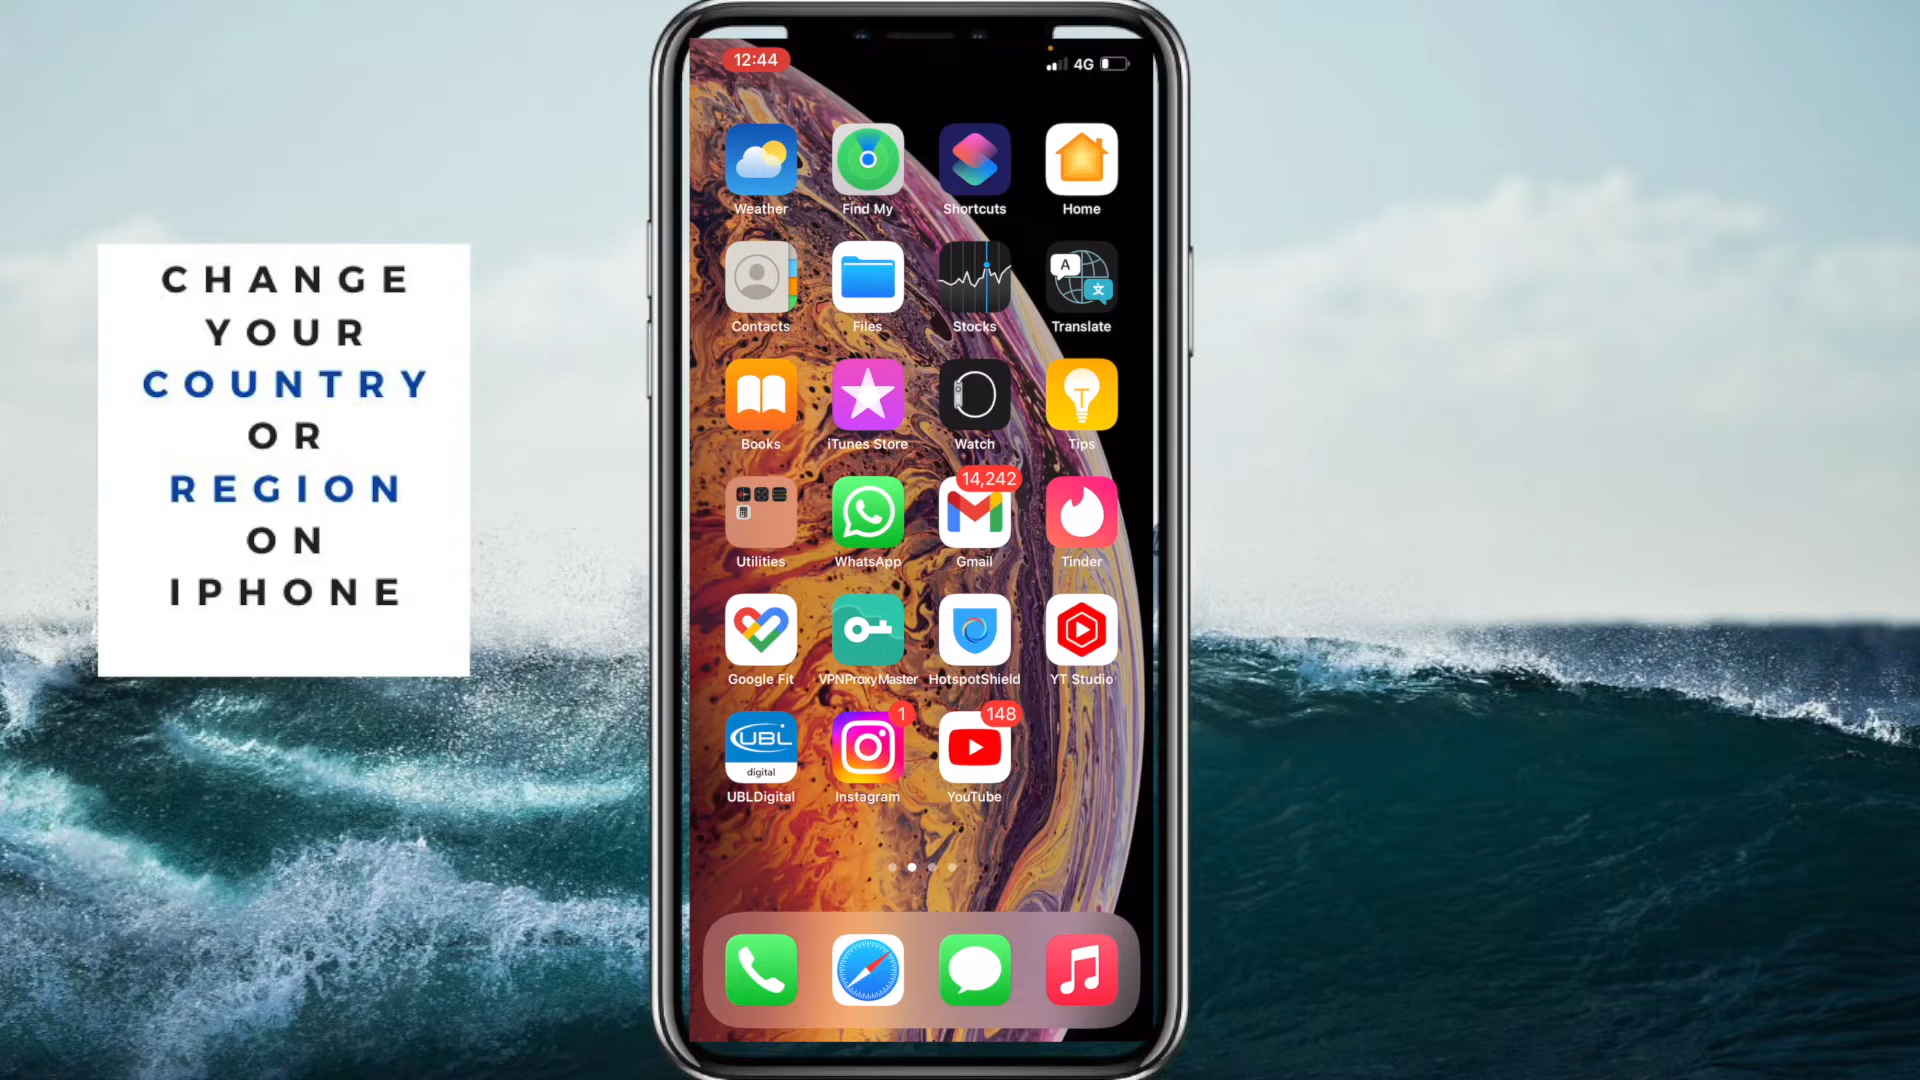 CHANGE
YOUR
COUNTRY
OR
REGION
ON
IPHONE
12:44
4G
Weather
Find My
Shortcuts
Home
A
文
Contacts
Files
Stocks
Translate
T
Books
iTunes Store
Watch
Tips
14,242
Utilities
WhatsApp
Gmail
Tinder
Google Fit
VPNProxyMaster
HotspotShield
YT Studio
1
148
UBL
digital
UBLDigital
Instagram
YouTube